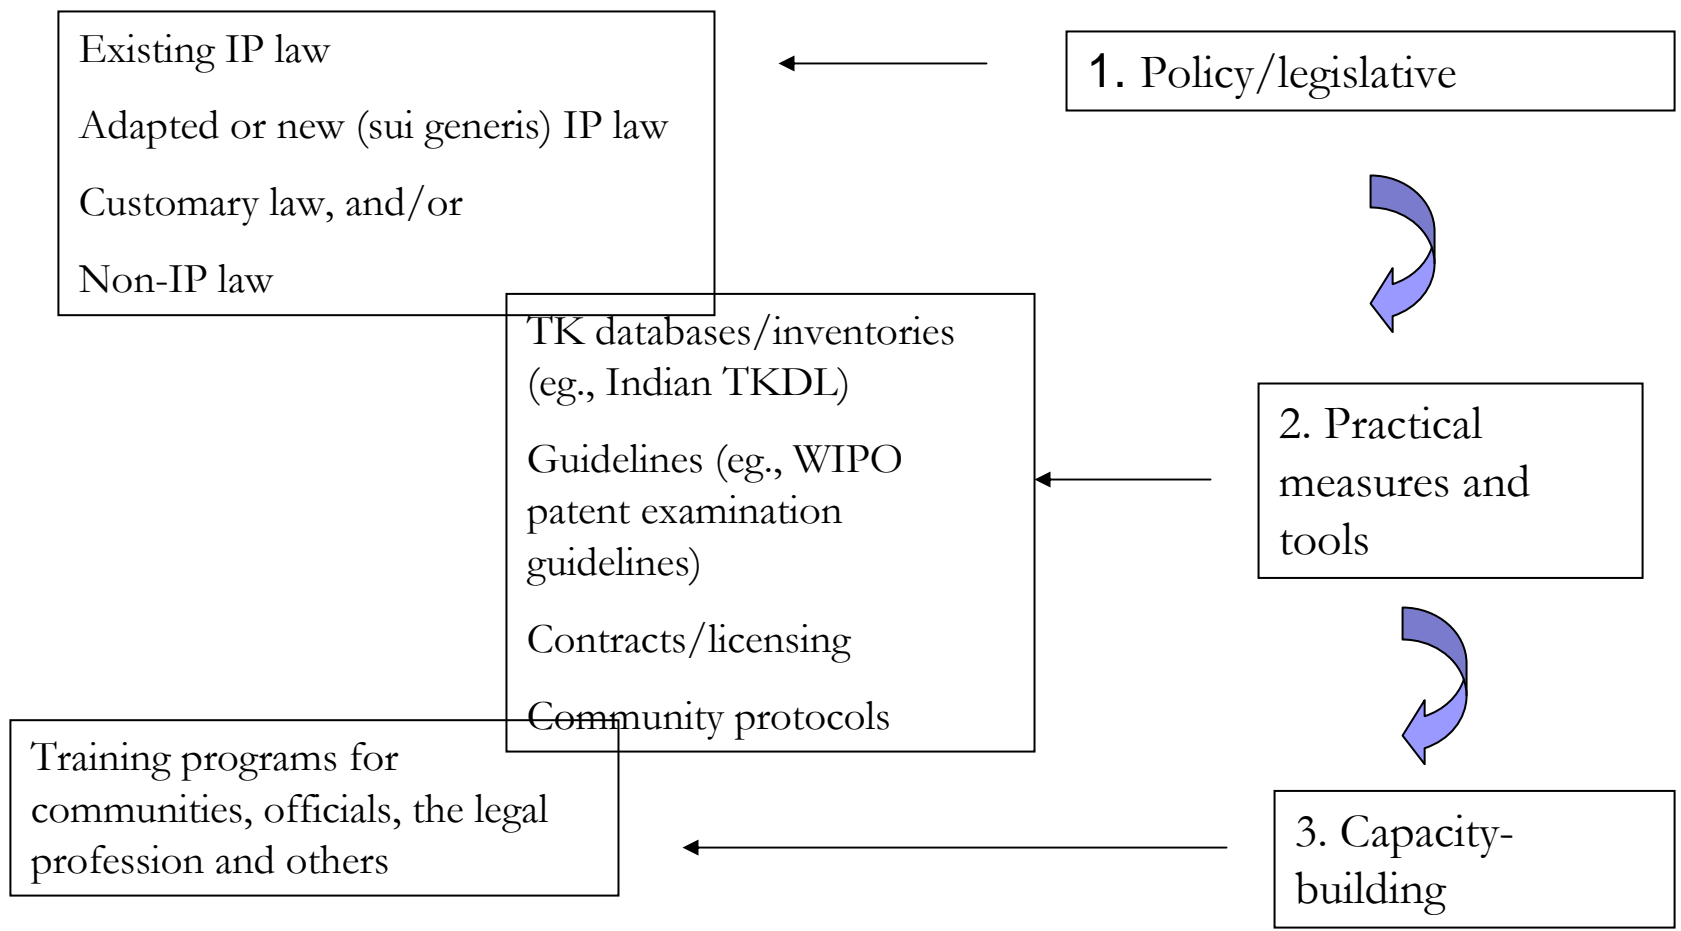 Existing IP law
Adapted or new (sui generis) IP law
Customary law, and/or
Non-IP law
1. Policy/legislative
TK databases/inventories
(eg., Indian TKDL)
Guidelines (eg., WIPO
patent examination
guidelines)
Contracts/licensing
Community protocols
2. Practical
measures and
tools
Training programs for
communities, officials, the legal
profession and others
3. Capacity-
building